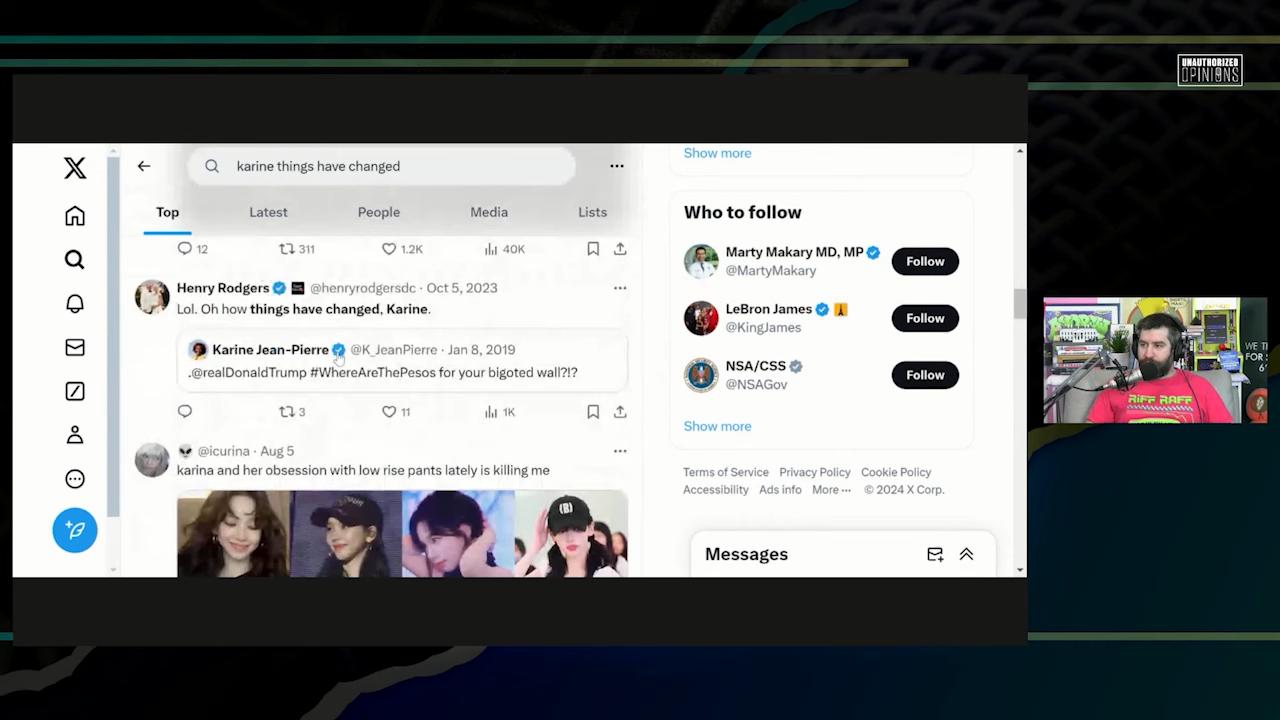 UNAUTHORIZED
OPINIONS
karine things have changed
Top
Latest
People
Media
Lists
12
311
1.2K
40K
Henry Rodgers @henryrodgersdc · Oct 5, 2023
Lol. Oh how things have changed, Karine.
Karine Jean-Pierre @K_JeanPierre · Jan 8, 2019
.@realDonaldTrump #WhereAreThePesos for your bigoted wall?!?
3
11
1K
@icurina · Aug 5
karina and her obsession with low rise pants lately is killing me
(B)
Show more
Who to follow
Marty Makary MD, MP
@MartyMakary
Follow
LeBron James
@KingJames
Follow
NSA/CSS
@NSAGov
Follow
Show more
Terms of Service Privacy Policy Cookie Policy
Accessibility Ads info More ··· © 2024 X Corp.
Messages
RIFF RAFF